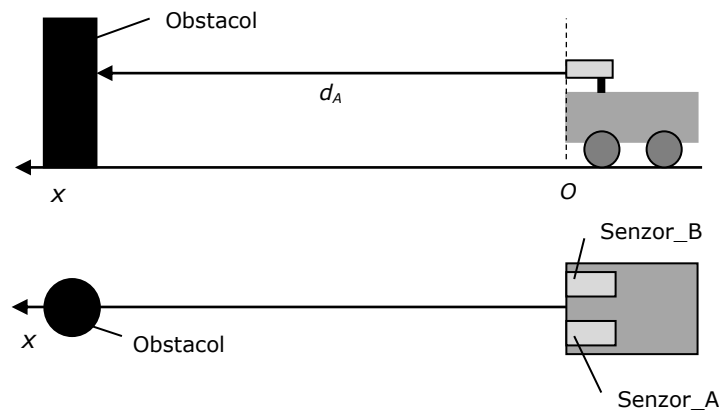 Obstacol
d_A
x
O
Senzor_B
x
Obstacol
Senzor_A